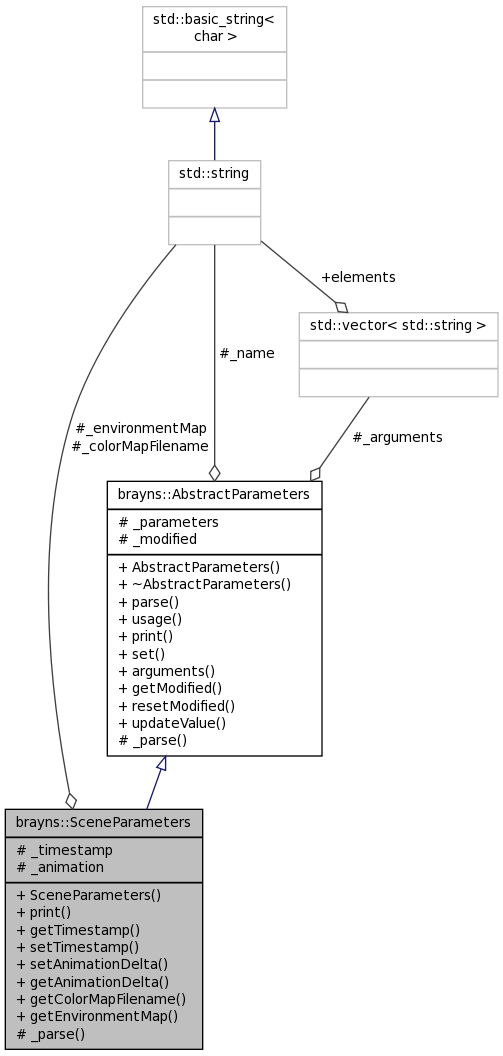 std::basic_string<
char >
std::string
+elements
std::vector< std::string >
#_name
#_environmentMap
#_colorMapFilename
#_arguments
brayns::AbstractParameters
# _parameters
# _modified
+ AbstractParameters()
+ ~AbstractParameters()
+ parse()
+ usage()
+ print()
+ set()
+ arguments()
+ getModified()
+ resetModified()
+ updateValue()
# _parse()
brayns::SceneParameters
# _timestamp
# _animation
+ SceneParameters()
+ print()
+ getTimestamp()
+ setTimestamp()
+ setAnimationDelta()
+ getAnimationDelta()
+ getColorMapFilename()
+ getEnvironmentMap()
# _parse()